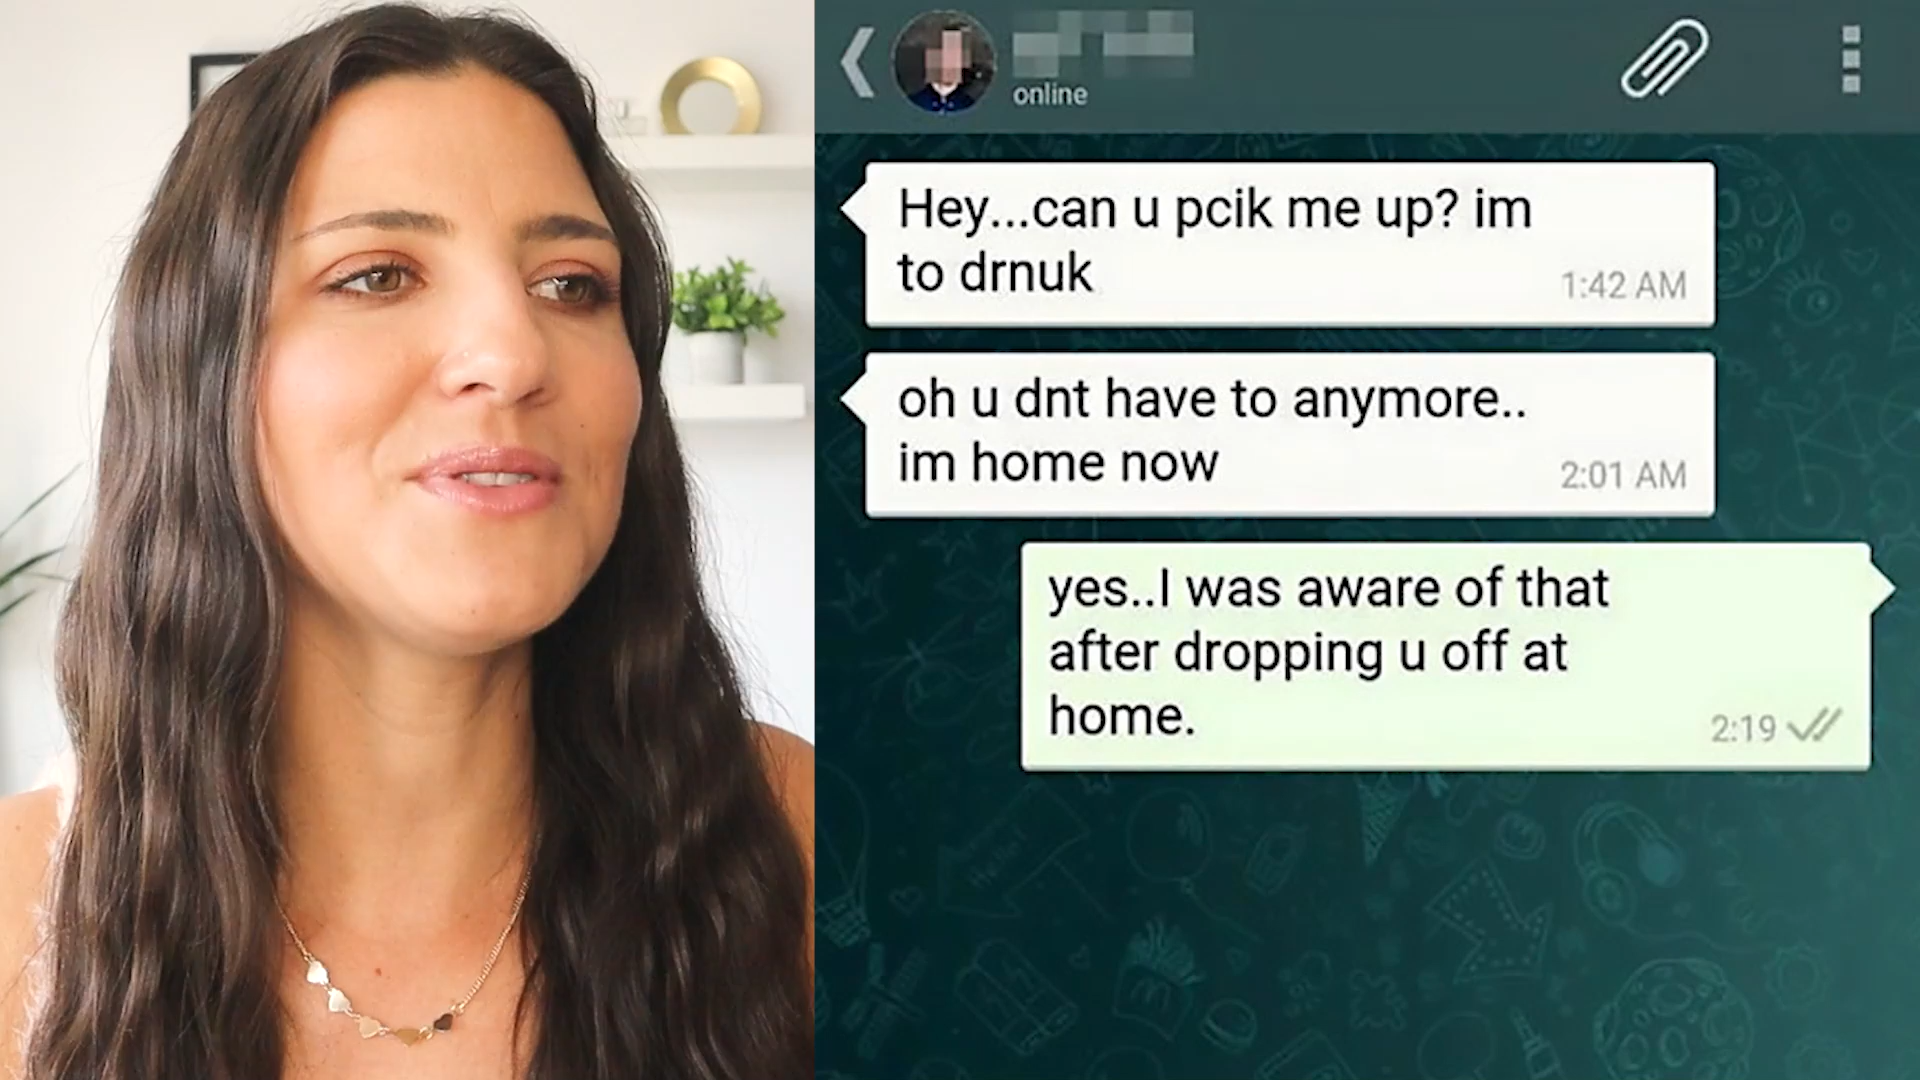 online
Hey...can u pcik me up? im
to drnuk
1:42 AM
oh u dnt have to anymore..
im home now
2:01 AM
yes..I was aware of that
after dropping u off at
home.
2:19